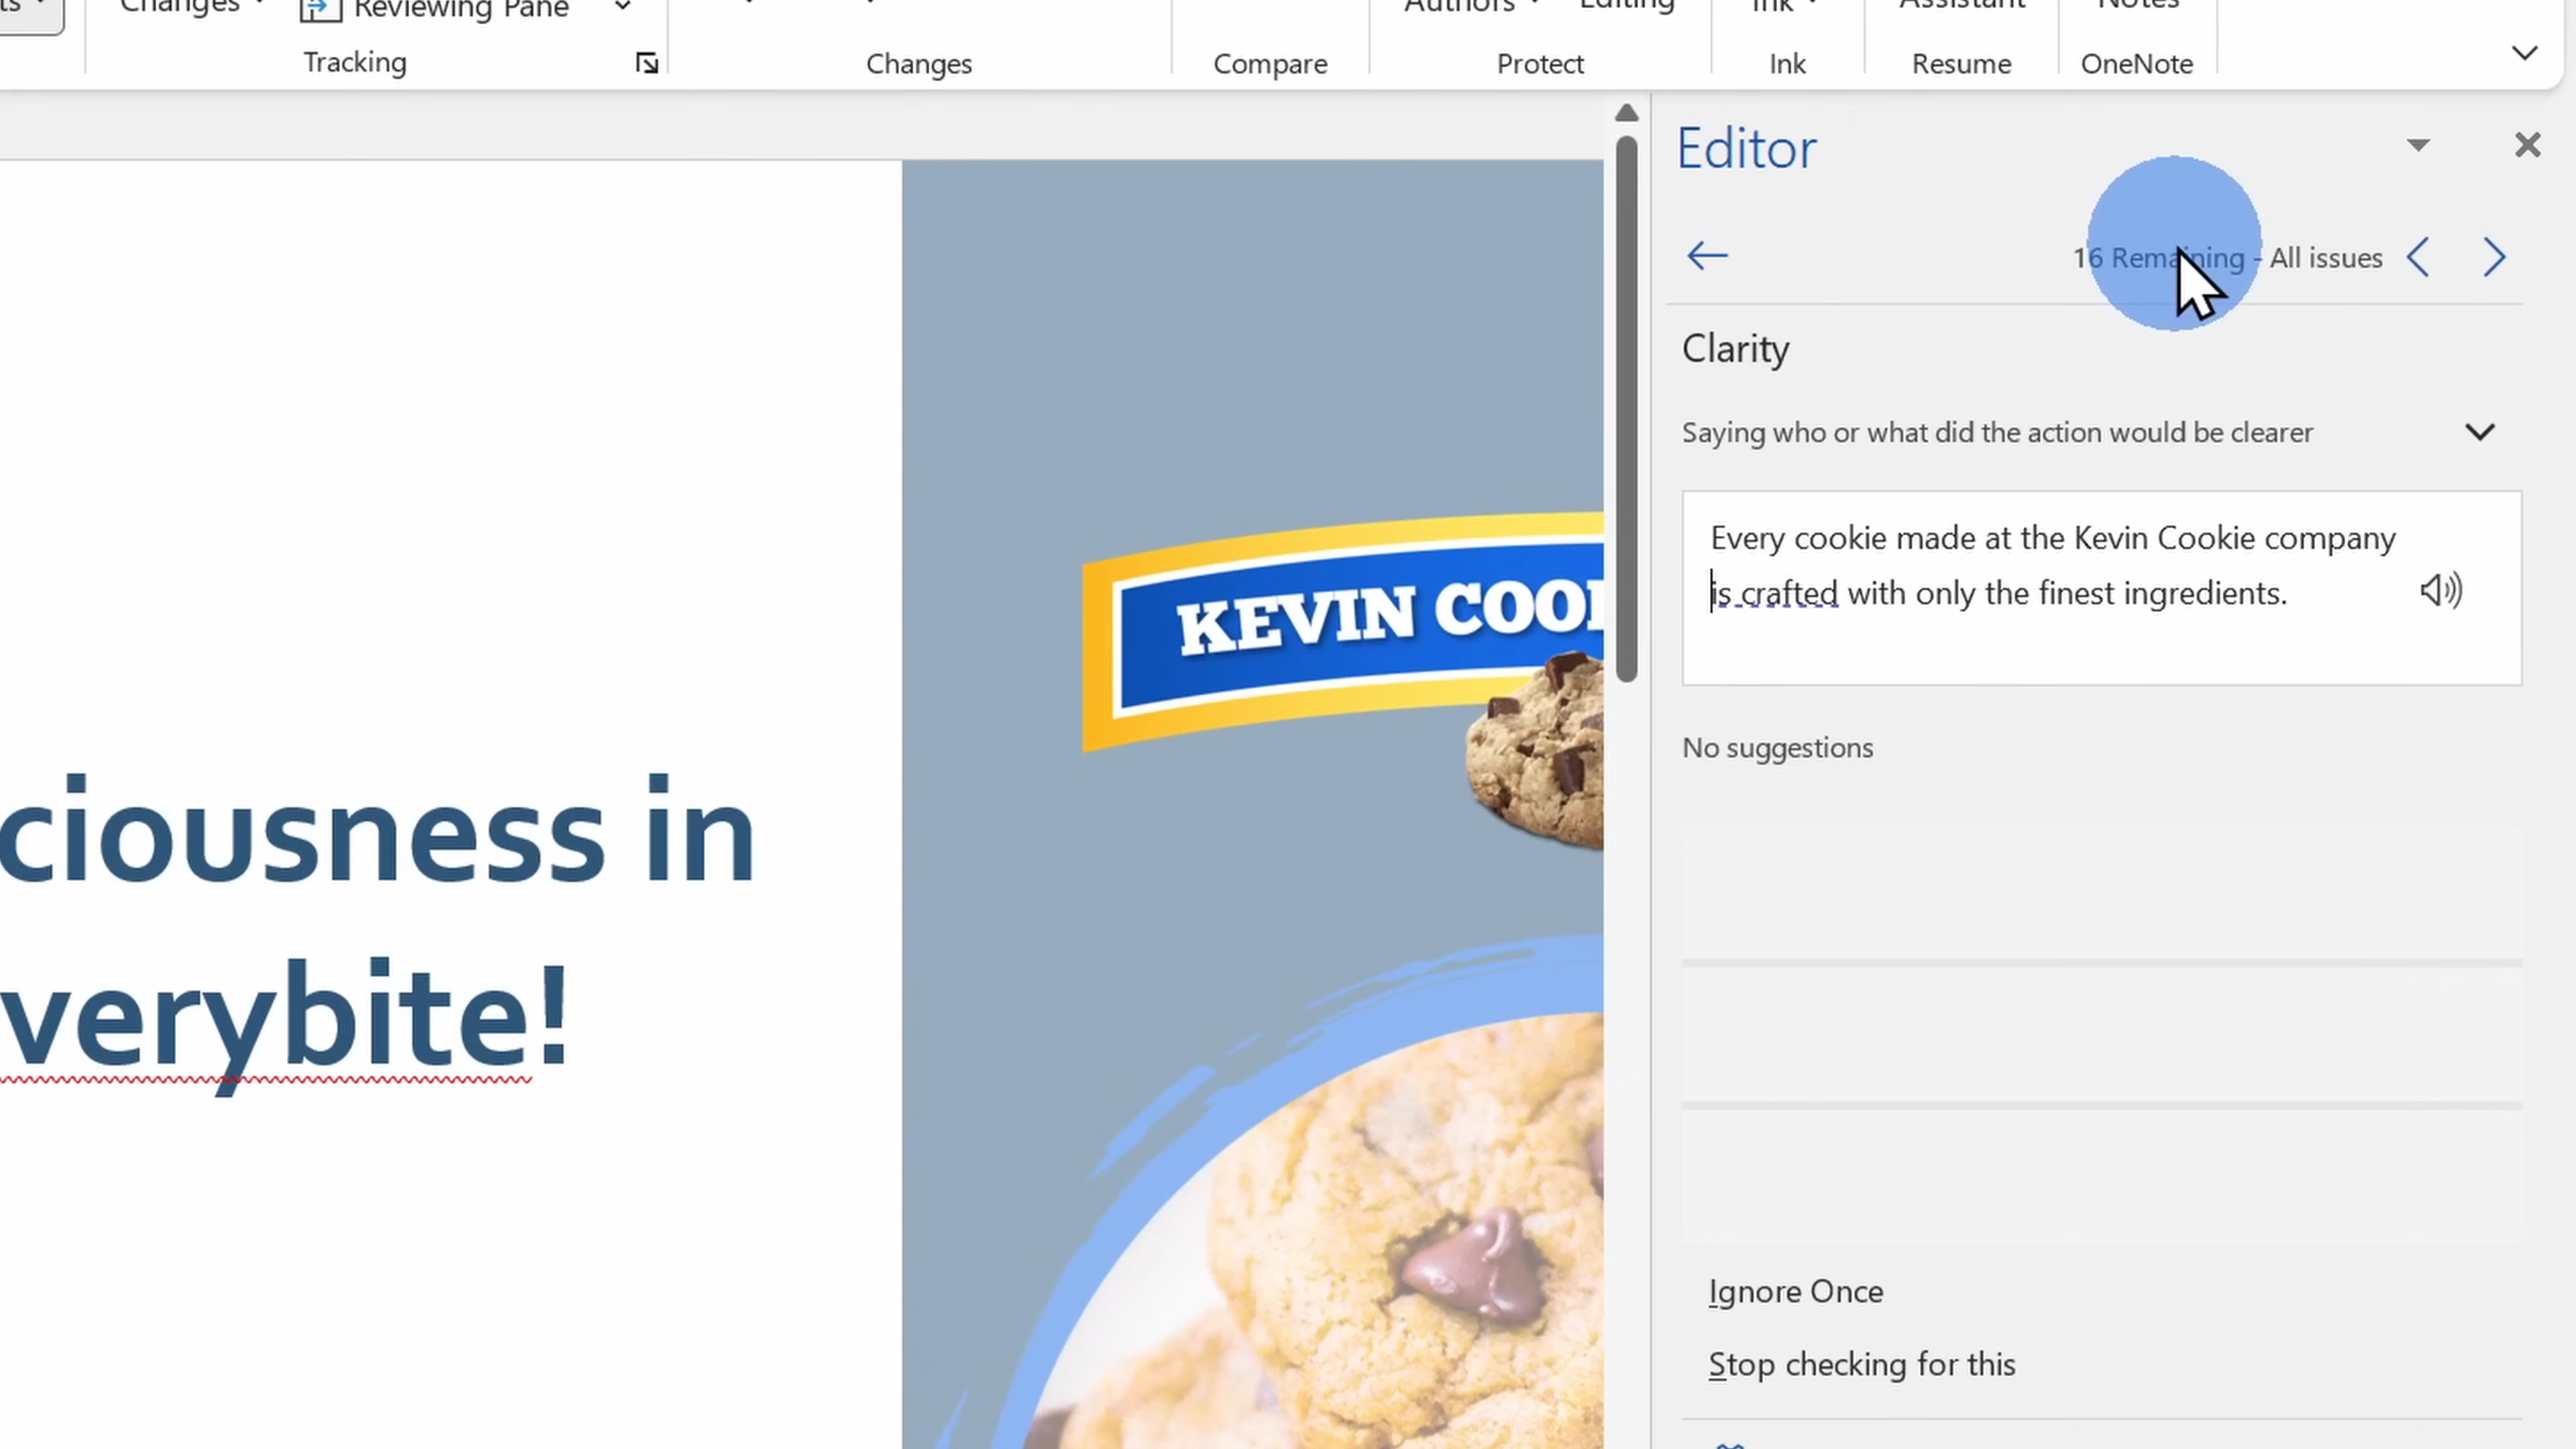 Changes
Reviewing Pane
Authors
Editing
Ink
Assistant
Notes
Tracking
Changes
Compare
Protect
Ink
Resume
OneNote
Editor
16 Remaining - All issues
Clarity
Saying who or what did the action would be clearer
Every cookie made at the Kevin Cookie company
is crafted with only the finest ingredients.
No suggestions
Ignore Once
Stop checking for this
KEVIN
ciousness in
verybite!